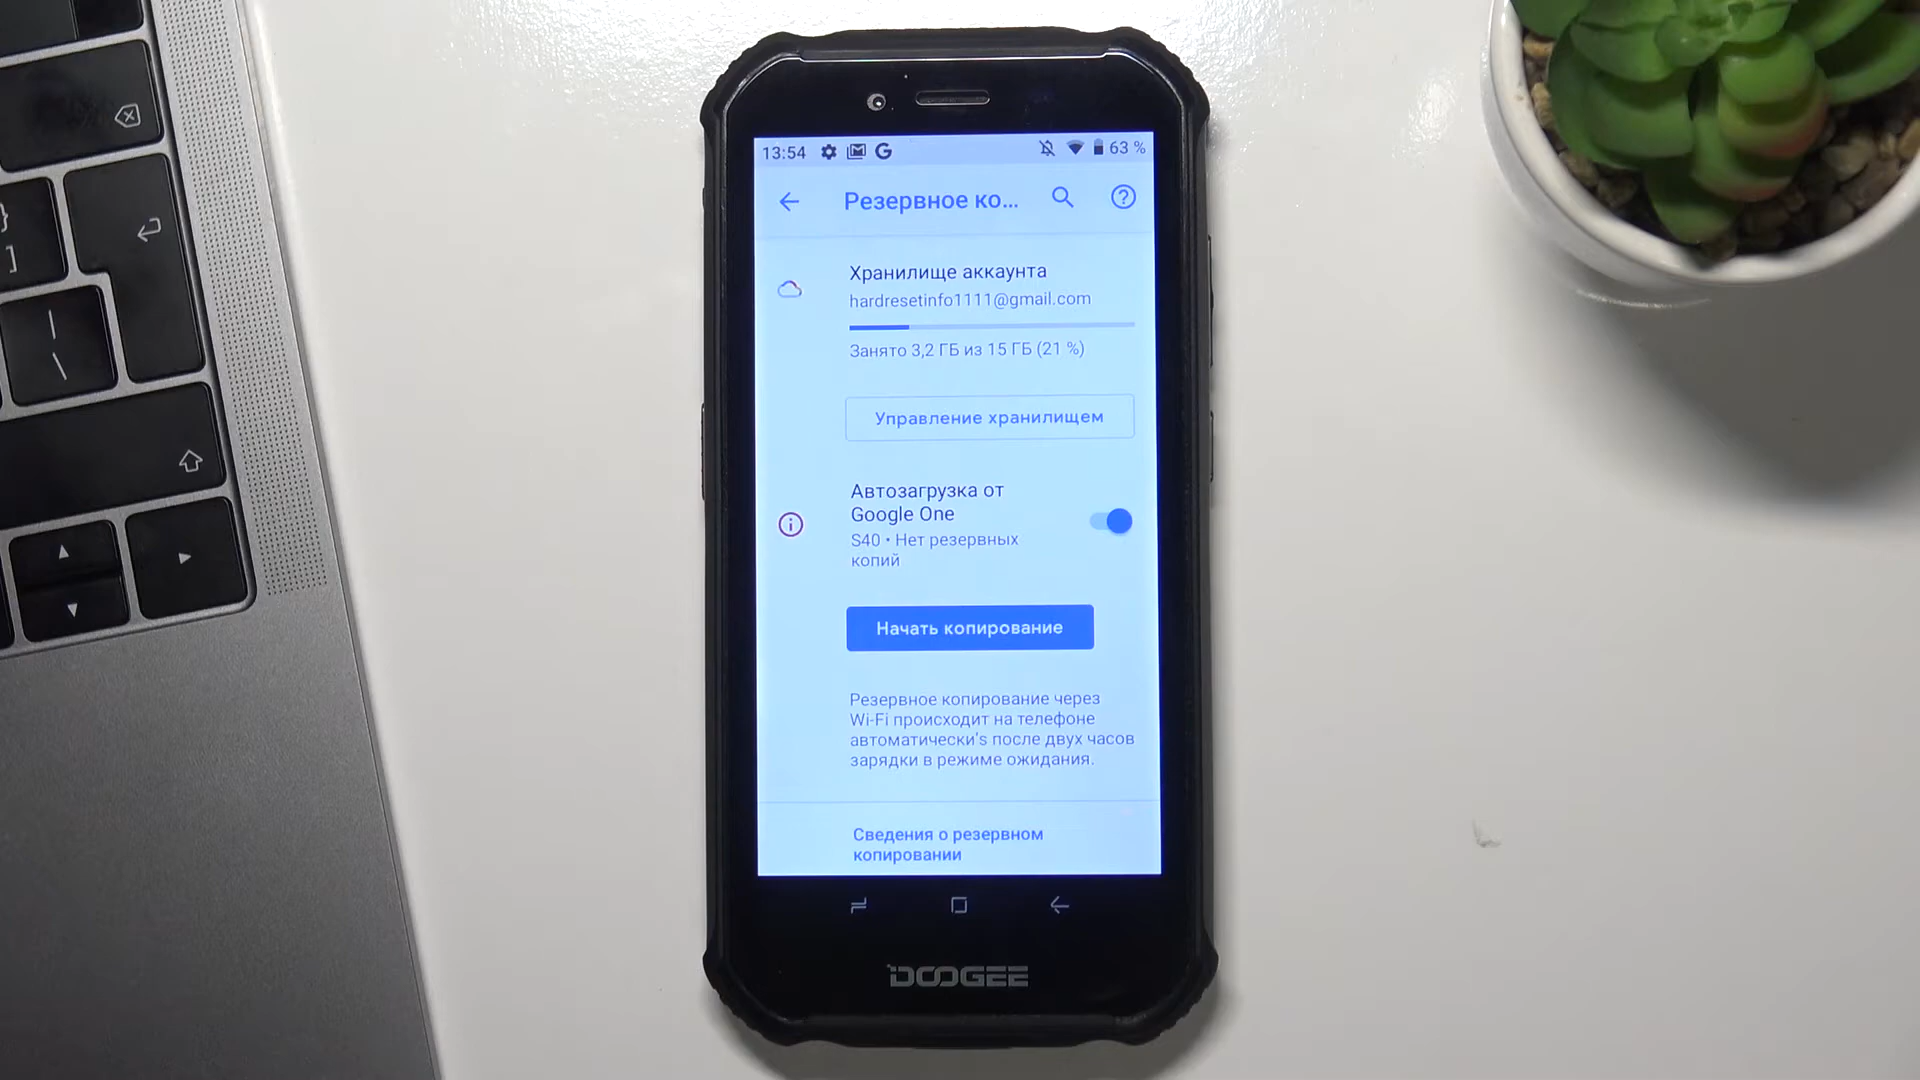 13:54 63 %
Резервное ко...
Хранилище аккаунта
hardresetinfo1111@gmail.com
Занято 3,2 ГБ из 15 ГБ (21 %)
Управление хранилищем
Автозагрузка от
Google One
S40 • Нет резервных
копий
Начать копирование
Резервное копирование через
Wi-Fi происходит на телефоне
автоматически's после двух часов
зарядки в режиме ожидания.
Сведения о резервном
копировании
DOOGEE
}
]
|
\